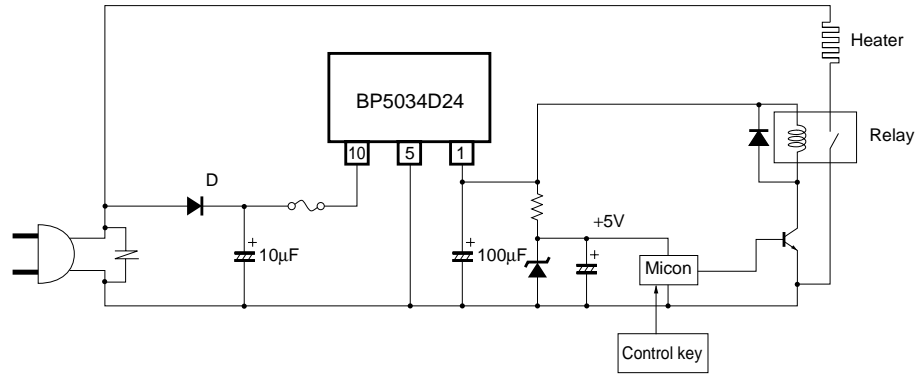 Heater
BP5034D24
Relay
10
5
1
D
+5V
+
10μF
+
100μF
+
Micon
Control key